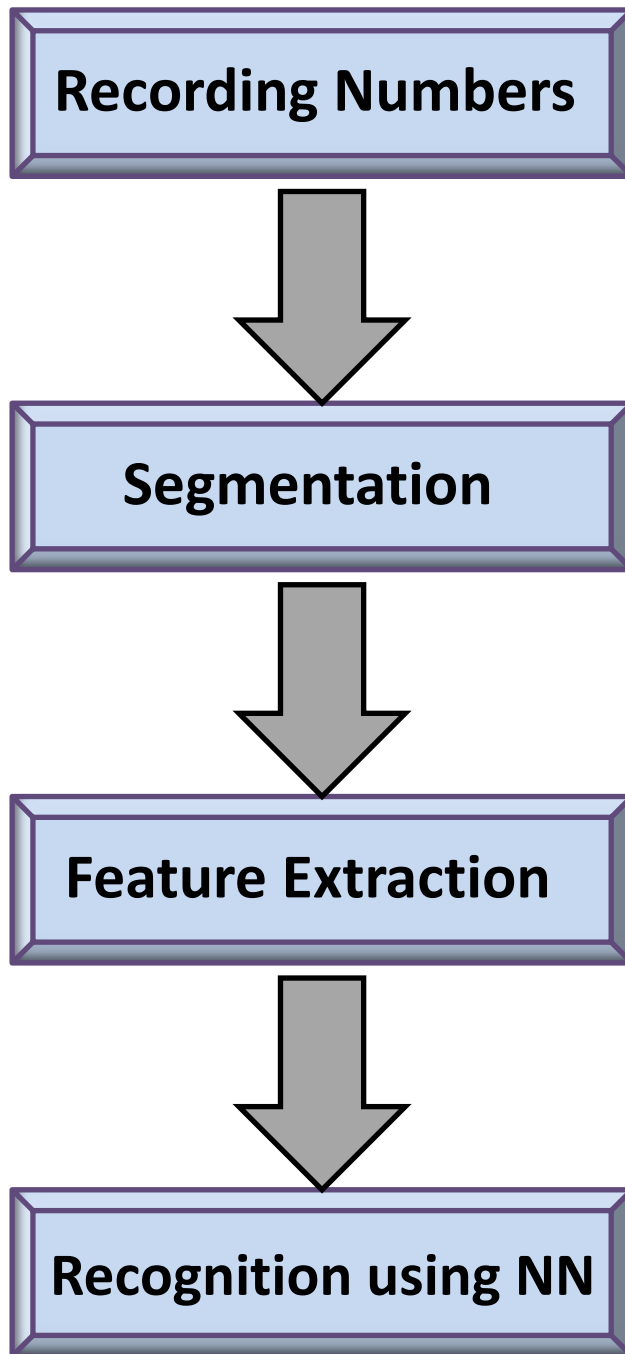 Recording Numbers
Segmentation
Feature Extraction
Recognition using NN